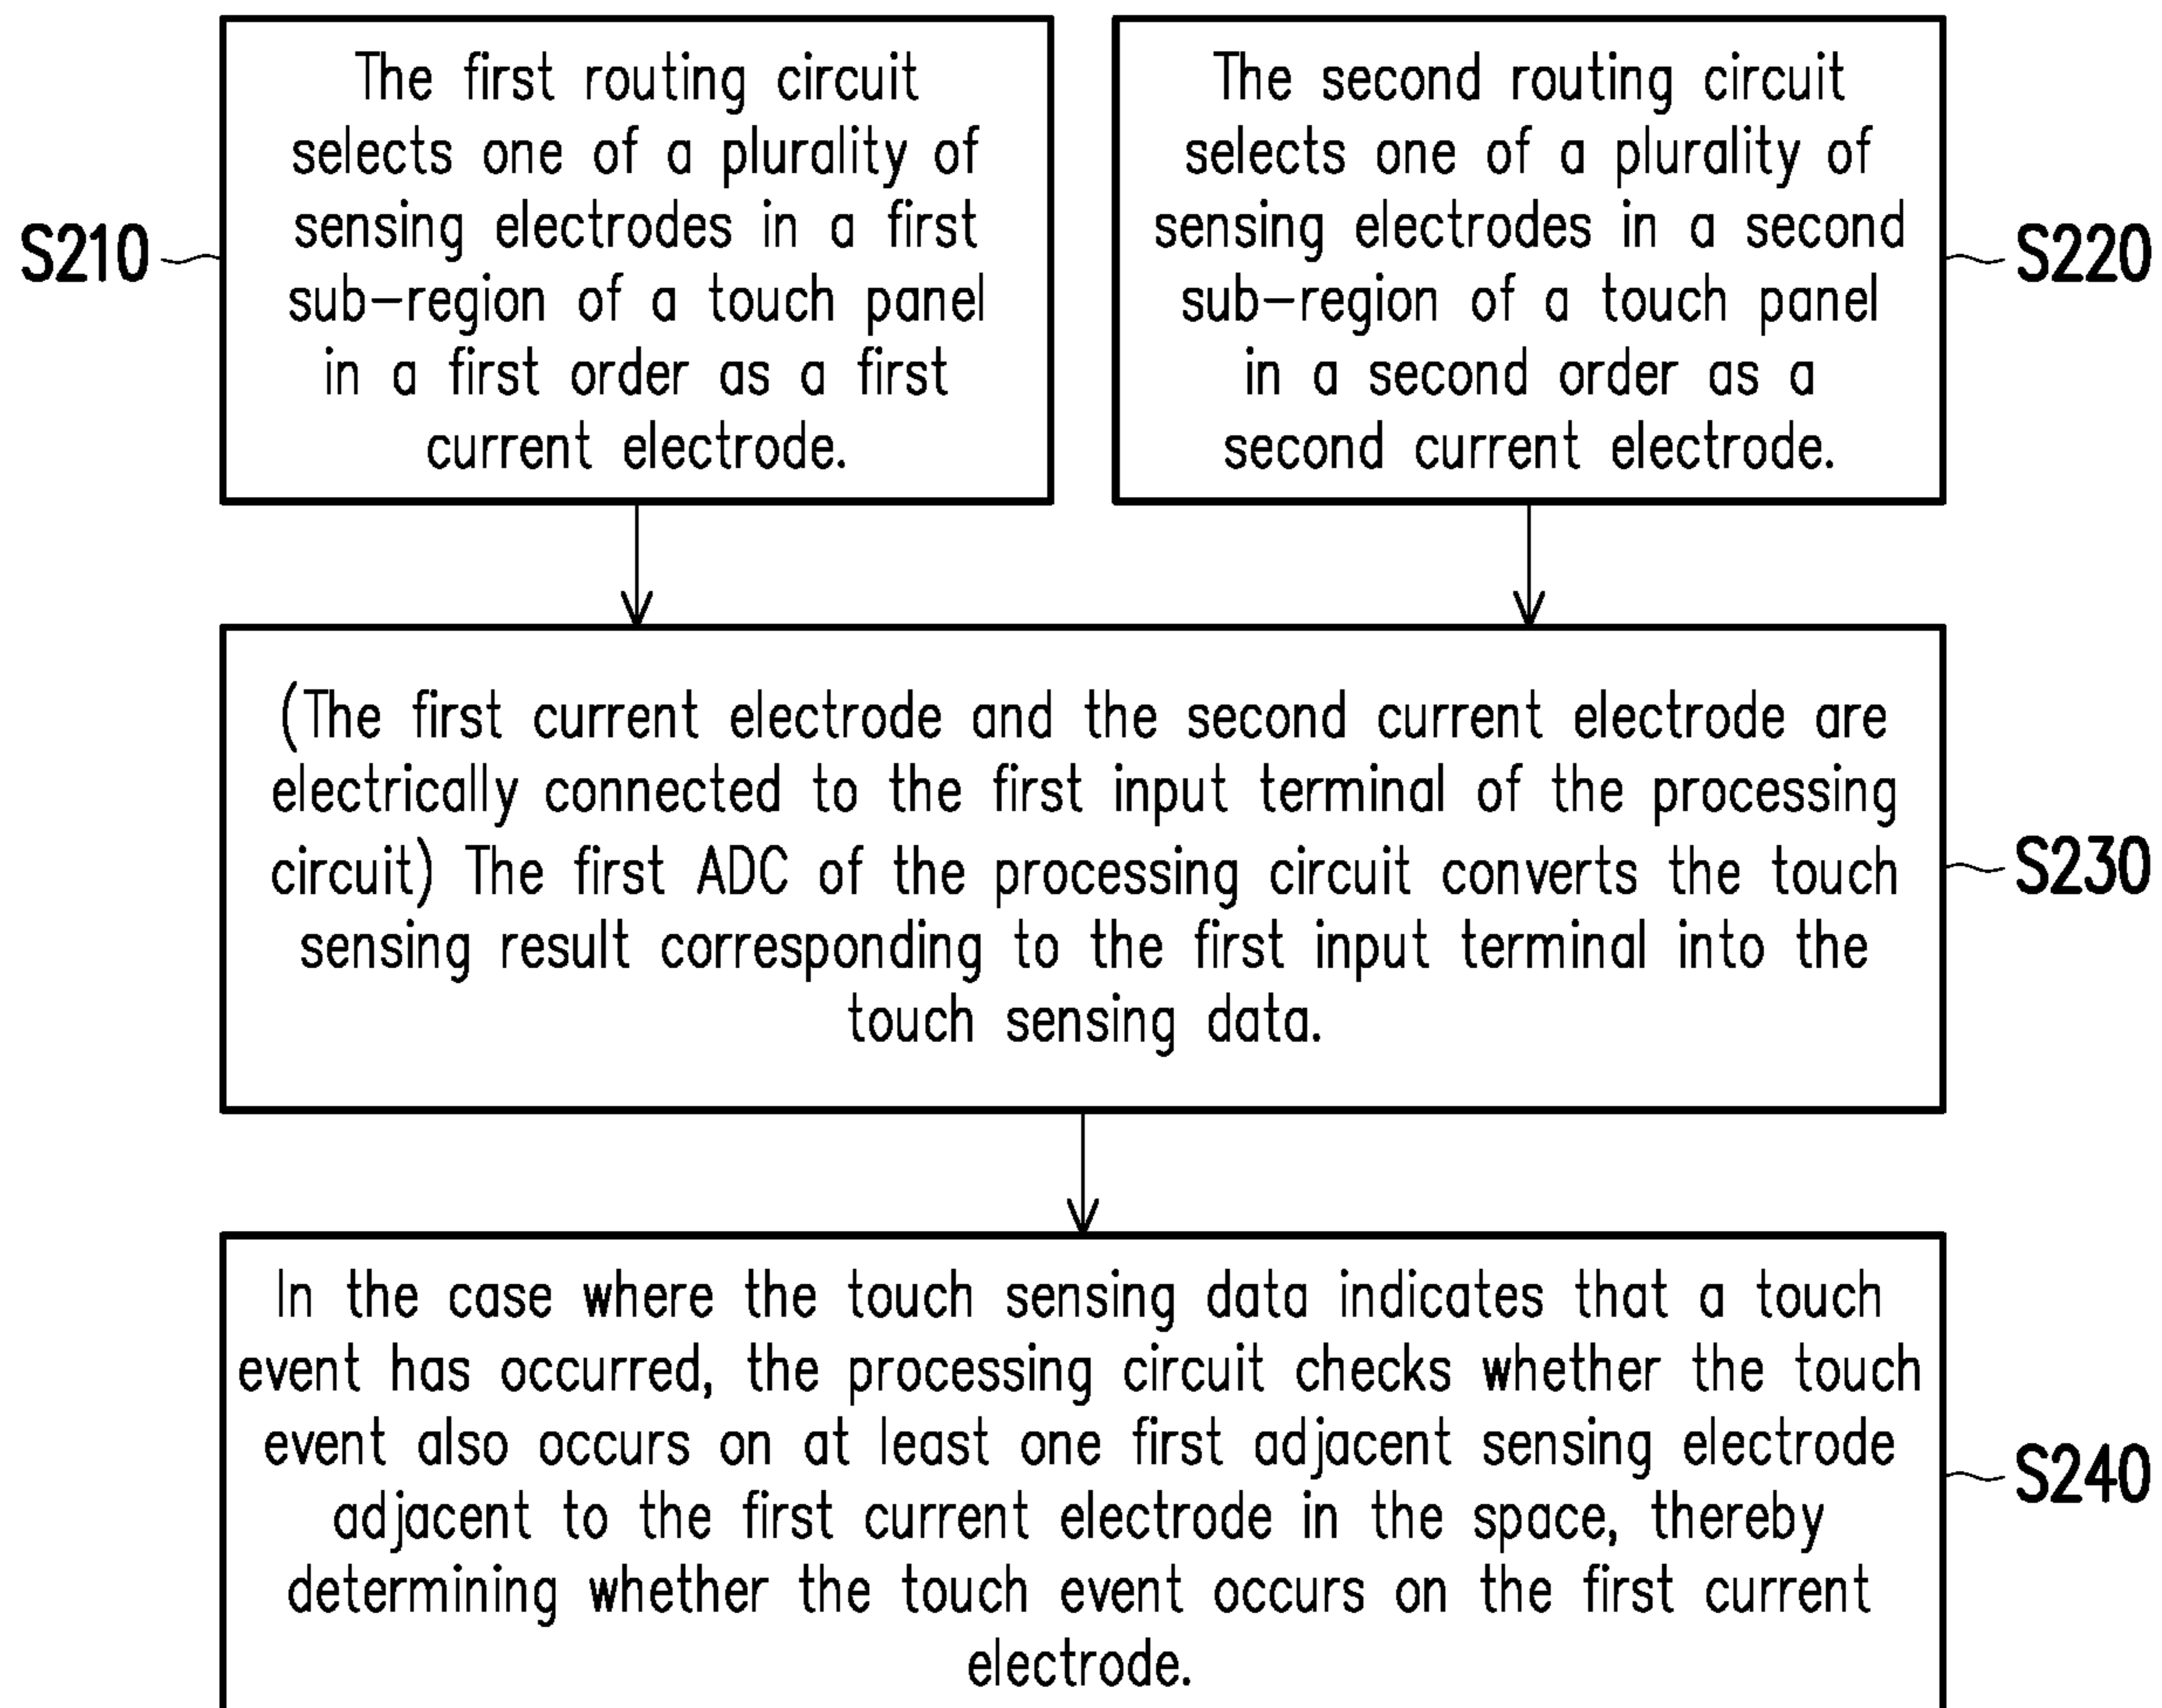 The first routing circuit
selects one of a plurality of
sensing electrodes in a first
sub-region of a touch panel
in a first order as a first
current electrode.
S210
The second routing circuit
selects one of a plurality of
sensing electrodes in a second
sub-region of a touch panel
in a second order as a
second current electrode.
S220
(The first current electrode and the second current electrode are
electrically connected to the first input terminal of the processing
circuit) The first ADC of the processing circuit converts the touch
sensing result corresponding to the first input terminal into the
touch sensing data.
S230
In the case where the touch sensing data indicates that a touch
event has occurred, the processing circuit checks whether the touch
event also occurs on at least one first adjacent sensing electrode
adjacent to the first current electrode in the space, thereby
determining whether the touch event occurs on the first current
electrode.
S240